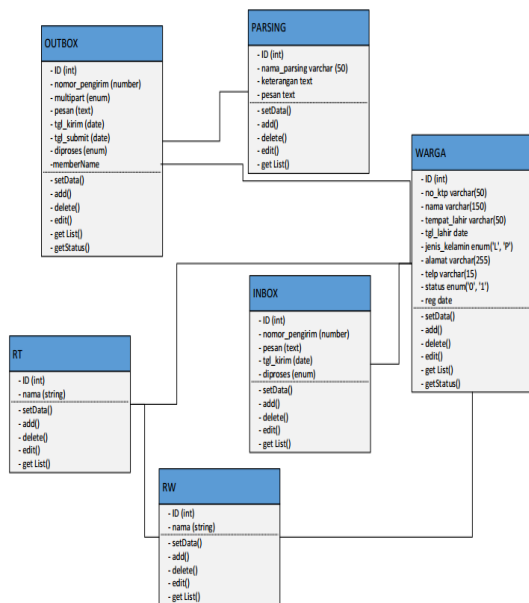 OUTBOX
- ID (int)
- nomor_pengirim (number)
- multipart (enum)
- pesan (text)
- tgl_kirim (date)
- tgl_submit (date)
- diproses (enum)
-memberName
- setData()
- add()
- delete()
- edit()
- get List()
- getStatus()
PARSING
- ID (int)
- nama_parsing varchar (50)
- keterangan text
- pesan text
- setData()
- add()
- delete()
- edit()
- get List()
WARGA
- ID (int)
- no_ktp varchar(50)
- nama varchar(150)
- tempat_lahir varchar(50)
- tgl_lahir date
- jenis_kelamin enum('L', 'P')
- alamat varchar(255)
- telp varchar(15)
- status enum('0', '1')
- reg date
- setData()
- add()
- delete()
- edit()
- get List()
- getStatus()
INBOX
- ID (int)
- nomor_pengirim (number)
- pesan (text)
- tgl_kirim (date)
- diproses (enum)
- setData()
- add()
- delete()
- edit()
- get List()
RT
- ID (int)
- nama (string)
- setData()
- add()
- delete()
- edit()
- get List()
RW
- ID (int)
- nama (string)
- setData()
- add()
- delete()
- edit()
- get List()